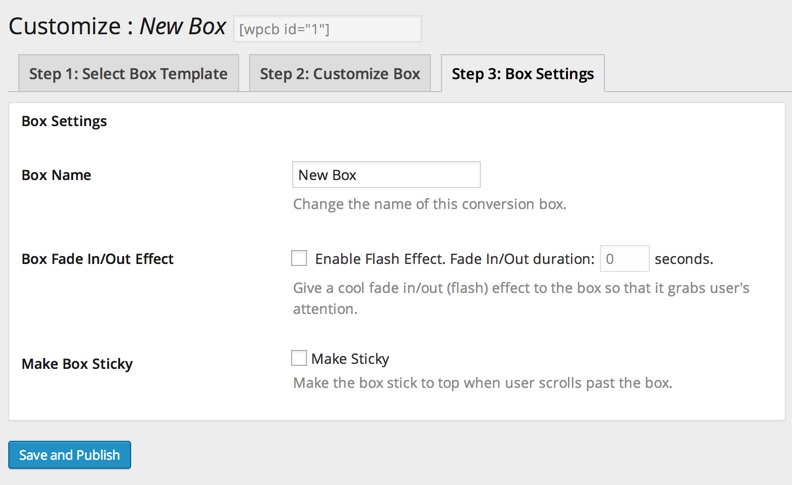 Customize : New Box [wpcb id="1"]
Step 1: Select Box Template Step 2: Customize Box Step 3: Box Settings
Box Settings
Box Name New Box
Change the name of this conversion box.
Box Fade In/Out Effect Enable Flash Effect. Fade In/Out duration: 0 seconds.
Give a cool fade in/out (flash) effect to the box so that it grabs user's
attention.
Make Box Sticky Make Sticky
Make the box stick to top when user scrolls past the box.
Save and Publish